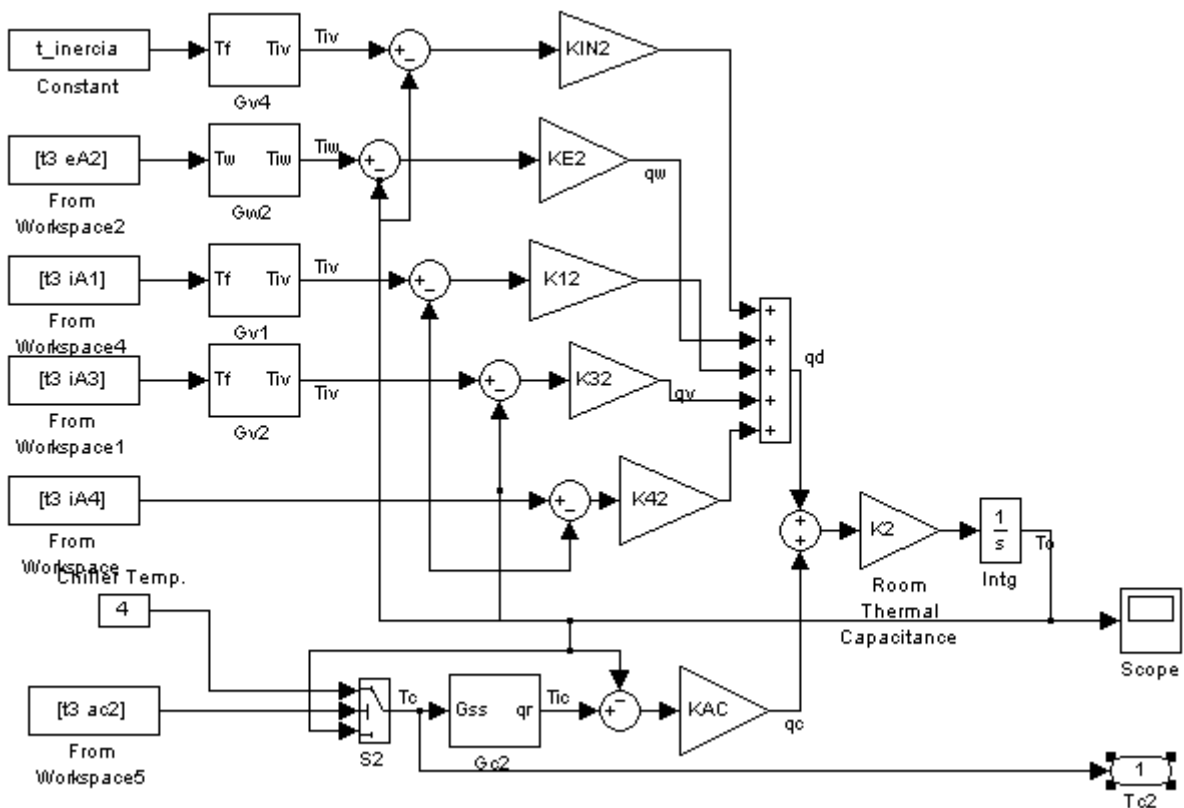 t_inercia
Constant
Tf Tiv
Gv4
Tiv
+
−
KIN2
[t3 eA2]
From
Workspace2
Tw Tiw
Gw2
Tiw
+
−
KE2
qw
[t3 iA1]
From
Workspace4
Tf Tiv
Gv1
Tiv
+
−
K12
[t3 iA3]
From
Workspace1
Tf Tiv
Gv2
Tiv
+
−
K32
qv
[t3 iA4]
From
Workspace
+
−
K42
+
+
+
+
+
qd
+
+
K2
Room
Thermal
Capacitance
1
s
Intg
To
Scope
Chiller Temp.
4
[t3 ac2]
From
Workspace5
S2
Tc
Gss qr
Gc2
Tic
+
−
KAC
qc
1
Tc2